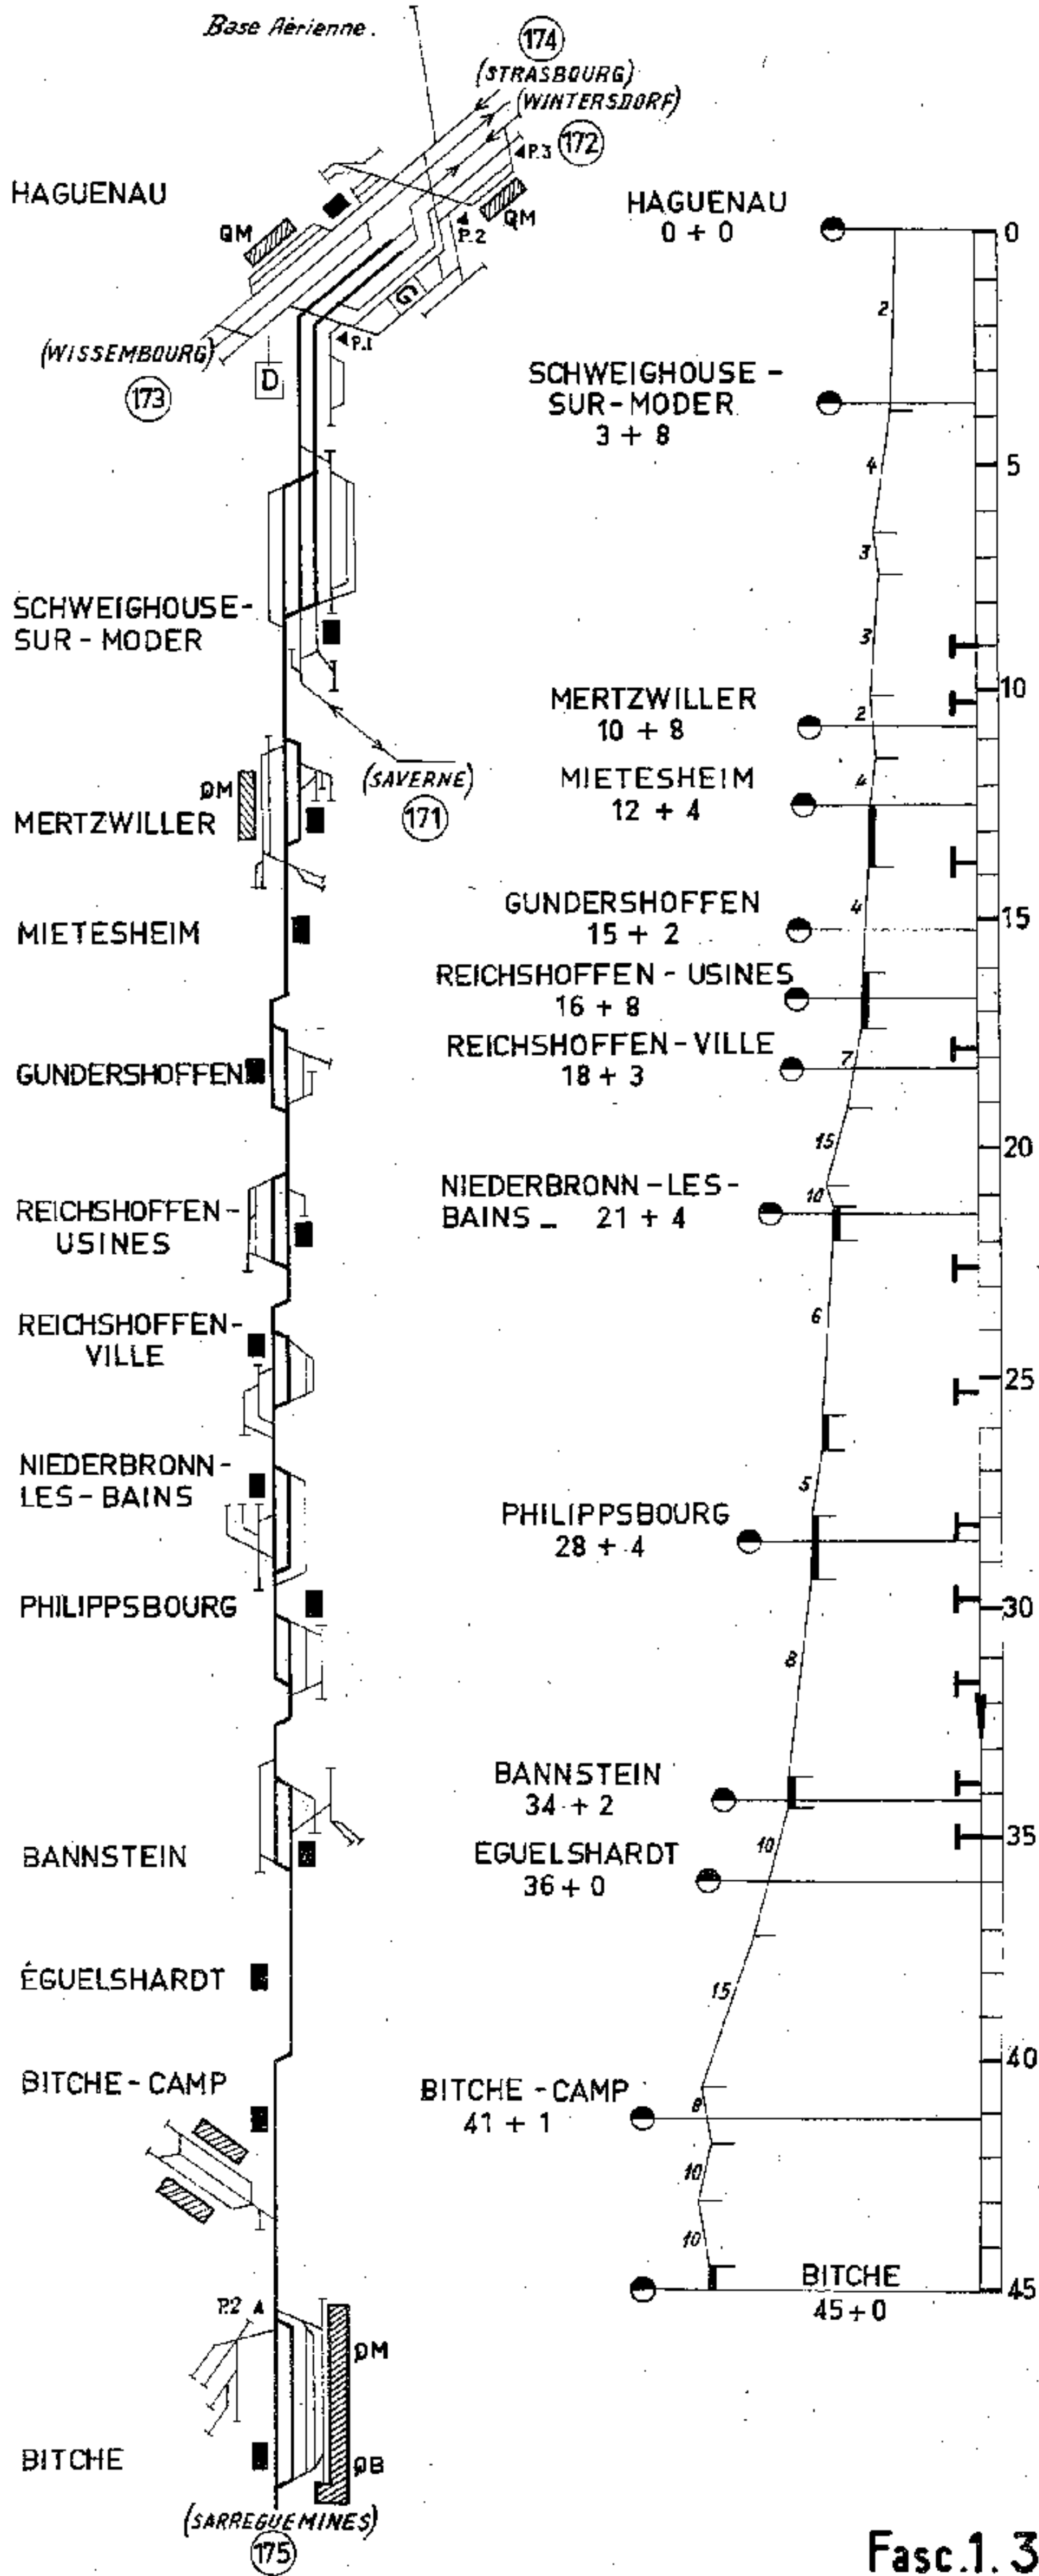 Base Aérienne.
174
(STRASBOURG)
(WINTERSDORF)
172
P.3
HAGUENAU
QM
QM
P.2
G
P.1
(WISSEMBOURG)
173
D
SCHWEIGHOUSE-
SUR-MODER
(SAVERNE)
171
QM
MERTZWILLER
MIETESHEIM
GUNDERSHOFFEN
REICHSHOFFEN-
USINES
REICHSHOFFEN-
VILLE
NIEDERBRONN-
LES-BAINS
PHILIPPSBOURG
BANNSTEIN
ÉGUELSHARDT
BITCHE-CAMP
P.2 A
QM
BITCHE
QB
(SARREGUEMINES)
175
HAGUENAU
0 + 0
0
2
SCHWEIGHOUSE -
SUR-MODER
3 + 8
4
5
3
3
10
MERTZWILLER
10 + 8
2
MIETESHEIM
12 + 4
4
GUNDERSHOFFEN
15 + 2
4
15
REICHSHOFFEN - USINES
16 + 8
REICHSHOFFEN-VILLE
18 + 3
7
15
20
NIEDERBRONN-LES-
BAINS _ 21 + 4
10
6
25
5
PHILIPPSBOURG
28 + 4
30
8
BANNSTEIN
34 + 2
35
10
EGUELSHARDT
36 + 0
15
40
BITCHE-CAMP
41 + 1
8
10
10
BITCHE
45+0
45
Fasc.1. 3